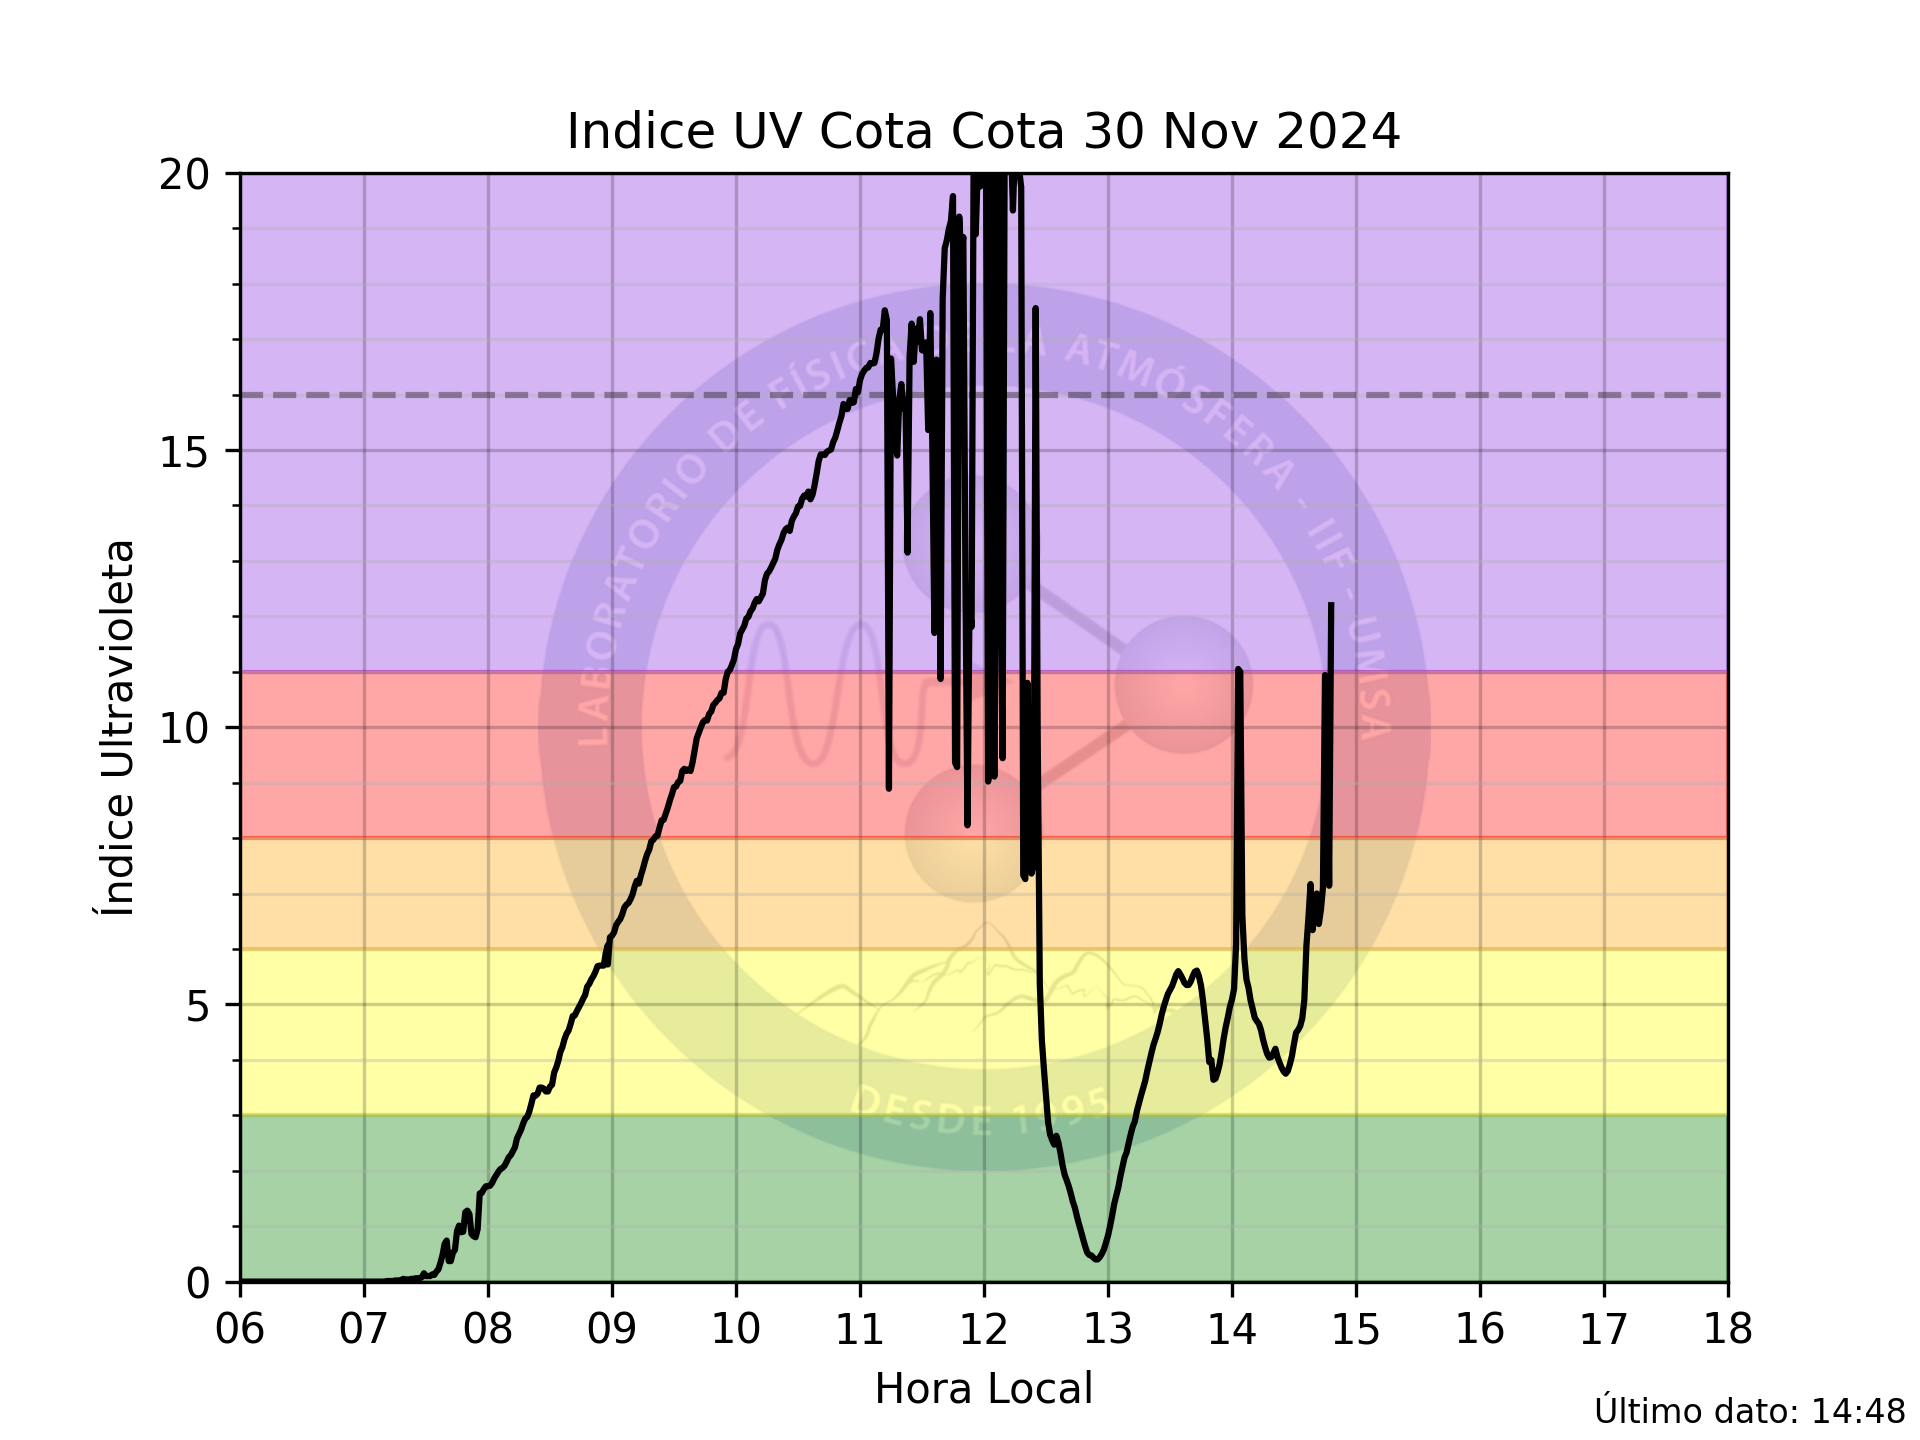 Indice UV Cota Cota 30 Nov 2024
20
15
10
5
0
Índice Ultravioleta
LABORATORIO DE FÍSICA LA ATMÓSFERA - IIF - UMSA
DESDE 1995
06 07 08 09 10 11 12 13 14 15 16 17 18
Hora Local
Último dato: 14:48